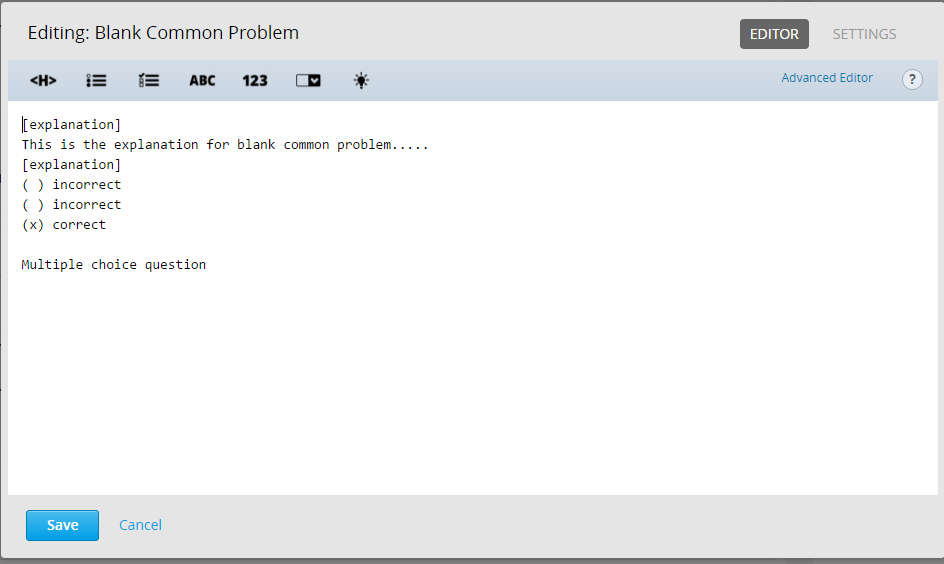 Editing: Blank Common Problem
EDITOR SETTINGS
<H> ABC 123 Advanced Editor ?
[explanation]
This is the explanation for blank common problem.....
[explanation]
( ) incorrect
( ) incorrect
(x) correct
Multiple choice question
Save Cancel